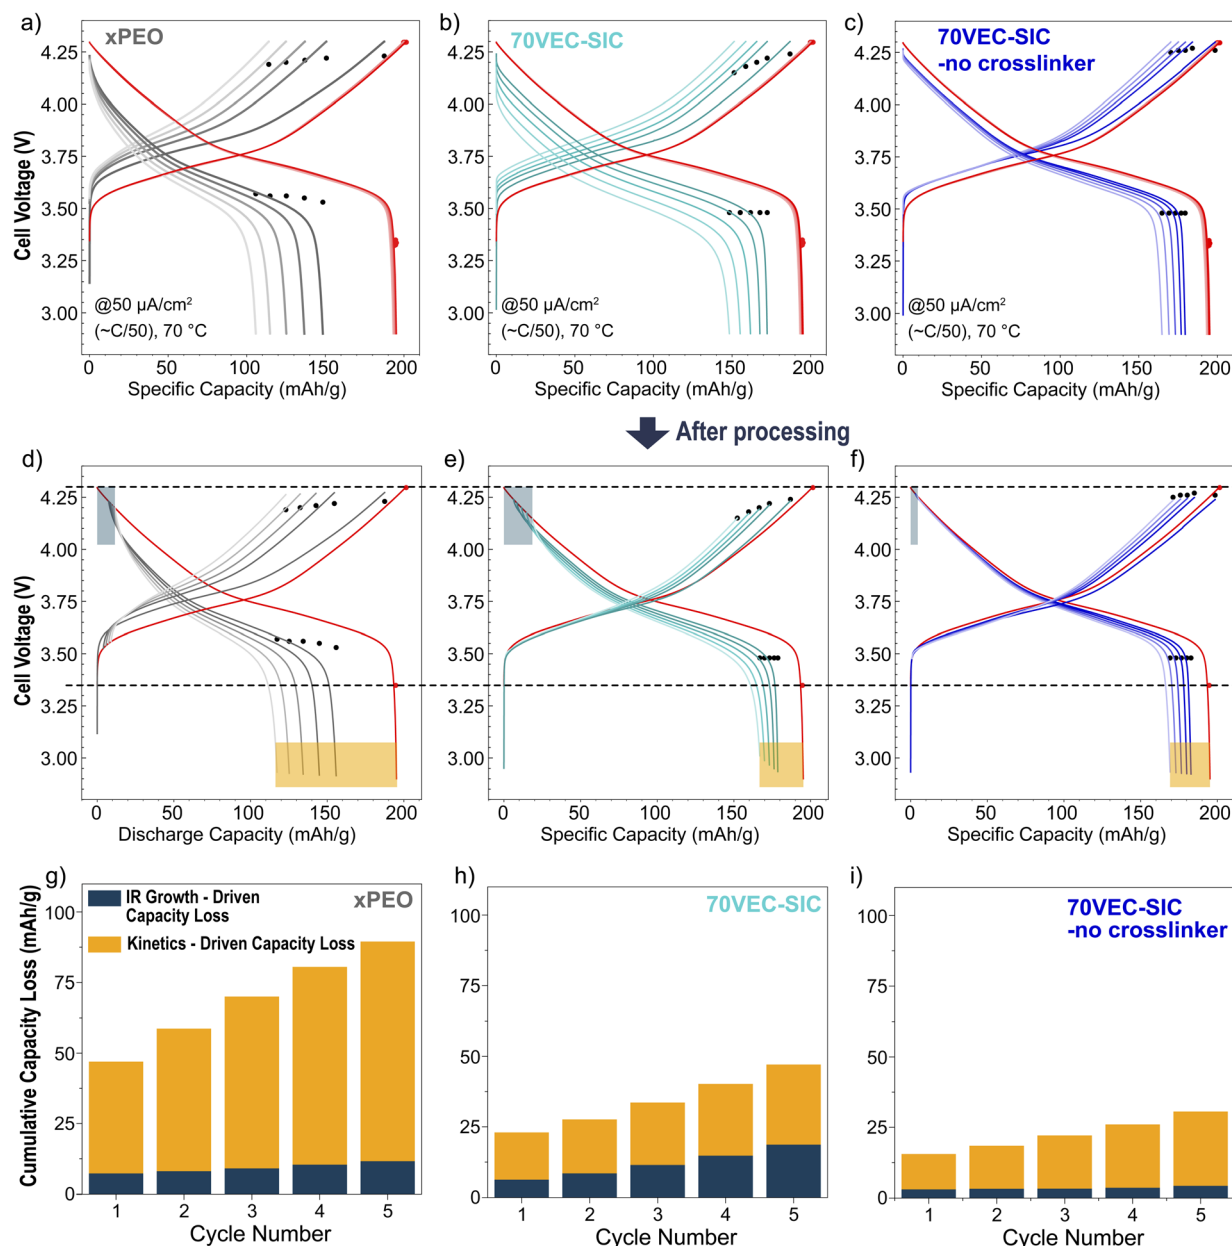 a)
xPEO
4.25
4.00
3.75
3.50
3.25
3.00
Cell Voltage (V)
@50 µA/cm²
(~C/50), 70 °C
0 50 100 150 200
Specific Capacity (mAh/g)
b)
70VEC-SIC
4.25
4.00
3.75
3.50
3.25
3.00
@50 µA/cm²
(~C/50), 70 °C
0 50 100 150 200
Specific Capacity (mAh/g)
c)
70VEC-SIC
-no crosslinker
4.25
4.00
3.75
3.50
3.25
3.00
@50 µA/cm²
(~C/50), 70 °C
0 50 100 150 200
Specific Capacity (mAh/g)
After processing
d)
4.25
4.00
3.75
3.50
3.25
3.00
Cell Voltage (V)
0 50 100 150 200
Discharge Capacity (mAh/g)
e)
4.25
4.00
3.75
3.50
3.25
3.00
0 50 100 150 200
Specific Capacity (mAh/g)
f)
4.25
4.00
3.75
3.50
3.25
3.00
0 50 100 150 200
Specific Capacity (mAh/g)
g)
IR Growth - Driven
Capacity Loss
xPEO
Kinetics - Driven Capacity Loss
100
75
50
25
0
Cumulative Capacity Loss (mAh/g)
1 2 3 4 5
Cycle Number
h)
70VEC-SIC
100
75
50
25
0
1 2 3 4 5
Cycle Number
i)
70VEC-SIC
-no crosslinker
100
75
50
25
0
1 2 3 4 5
Cycle Number